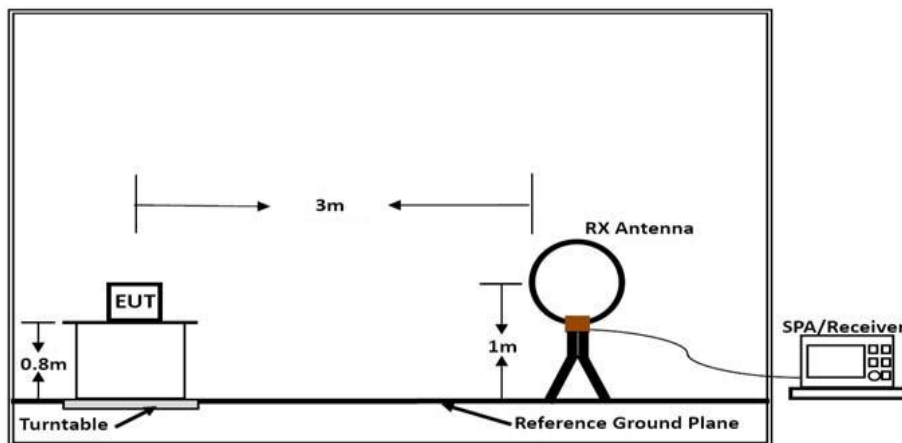 3m
RX Antenna
EUT
SPA/Receiver
0.8m
1m
Turntable
Reference Ground Plane